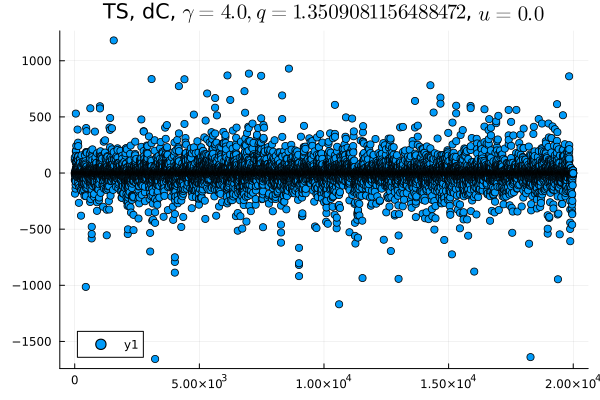 TS, dC, γ = 4.0, q = 1.3509081156488472, u = 0.0
1000
500
0
−500
−1000
−1500
y1
0 5.00×10³ 1.00×10⁴ 1.50×10⁴ 2.00×10⁴